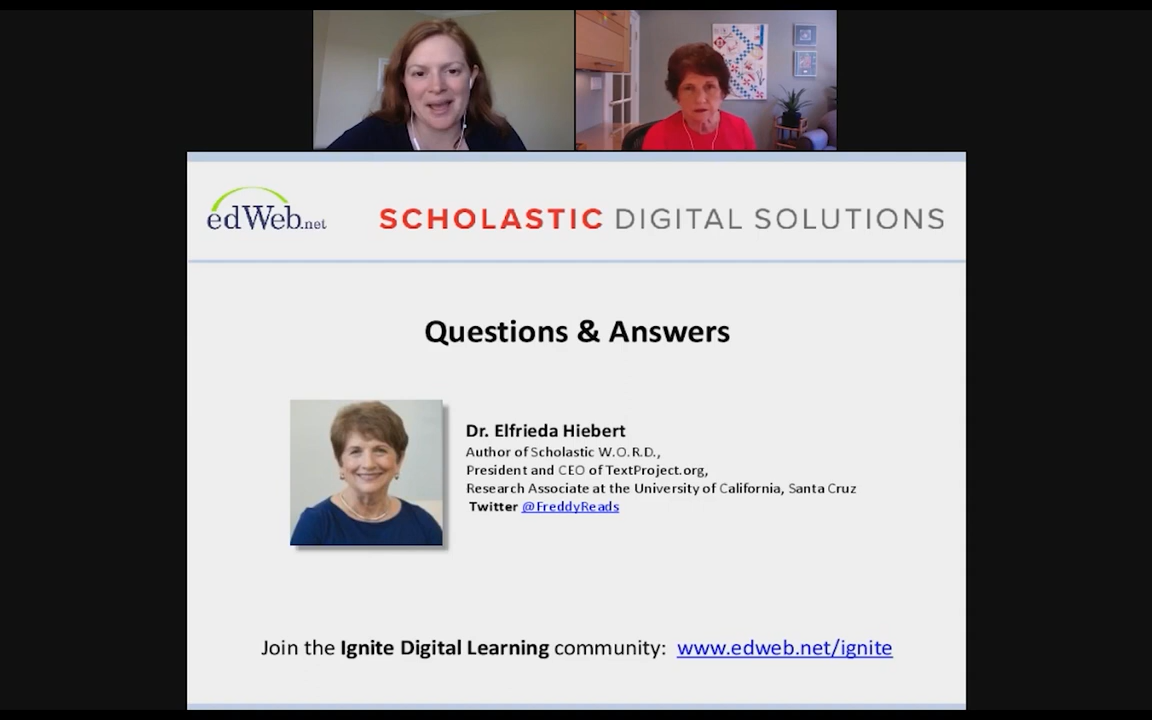 edWeb.net
SCHOLASTIC DIGITAL SOLUTIONS
Questions & Answers
Dr. Elfrieda Hiebert
Author of Scholastic W.O.R.D.,
President and CEO of TextProject.org,
Research Associate at the University of California, Santa Cruz
Twitter @FreddyReads
Join the Ignite Digital Learning community: www.edweb.net/ignite